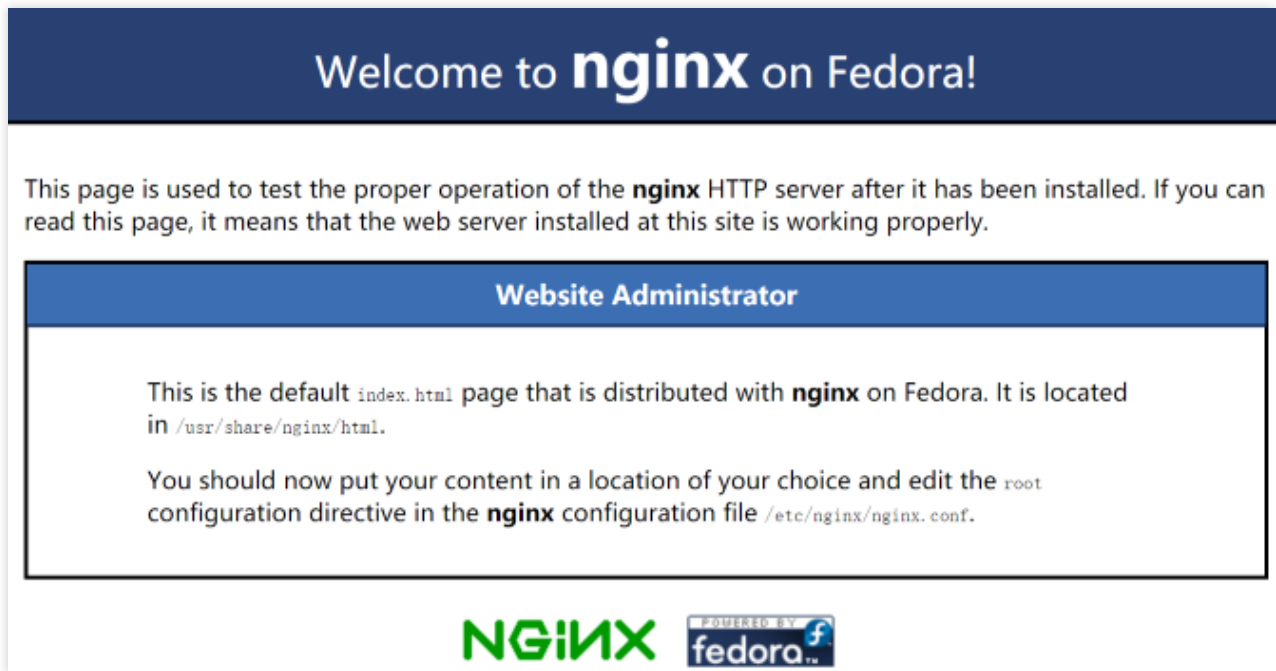 Welcome to nginx on Fedora!
This page is used to test the proper operation of the nginx HTTP server after it has been installed. If you can
read this page, it means that the web server installed at this site is working properly.
Website Administrator
This is the default index.html page that is distributed with nginx on Fedora. It is located
in /usr/share/nginx/html.
You should now put your content in a location of your choice and edit the root
configuration directive in the nginx configuration file /etc/nginx/nginx.conf.
NGINX
POWERED BY
fedora™